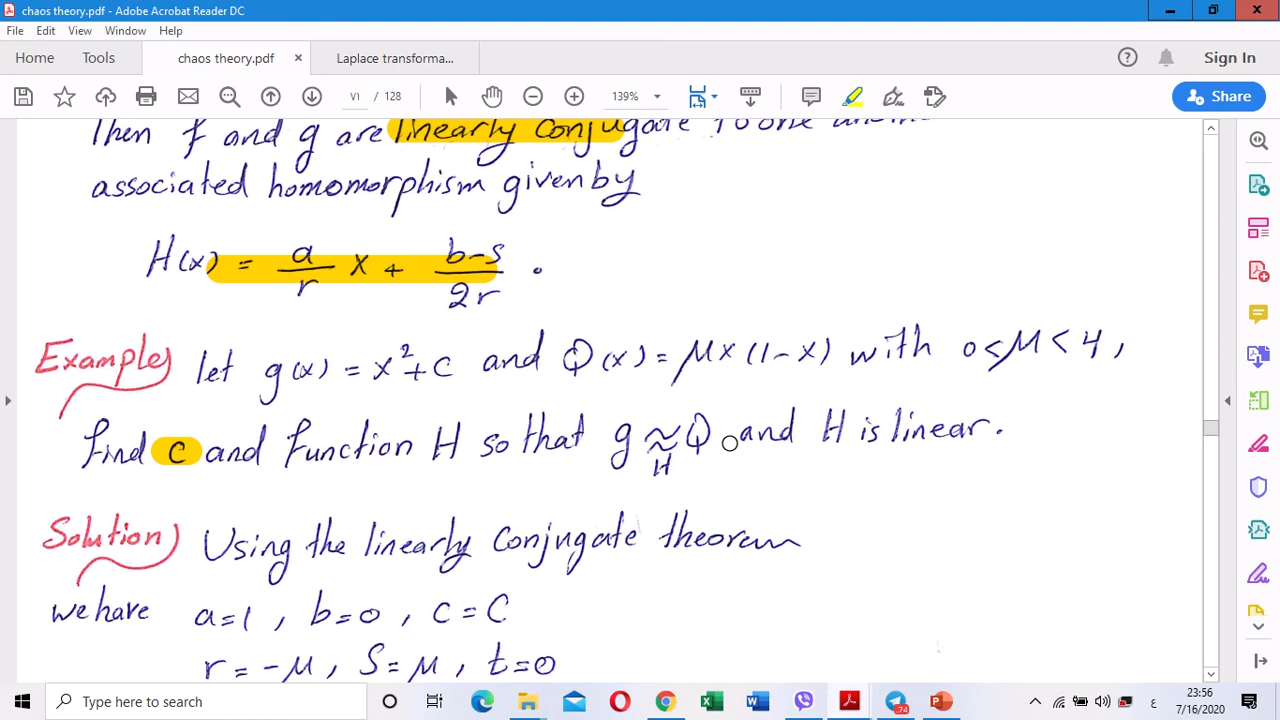 chaos theory.pdf - Adobe Acrobat Reader DC
File Edit View Window Help
Home Tools chaos theory.pdf × Laplace transforma... Sign In
٧١ / 128 139% Share
Then f and g are linearly conjugate to one
associated homomorphism given by
H(x) = a/r x + b-s/2r .
Example) let g(x) = x²+c and Q(x) = μx(1-x) with 0<μ<4,
find c and function H so that g ≈H Q and H is linear.
Solution) Using the linearly conjugate theorem
we have a=1 , b=0 , c=C
r=-μ , s=μ , t=0
Type here to search
74
ع
23:56
7/16/2020